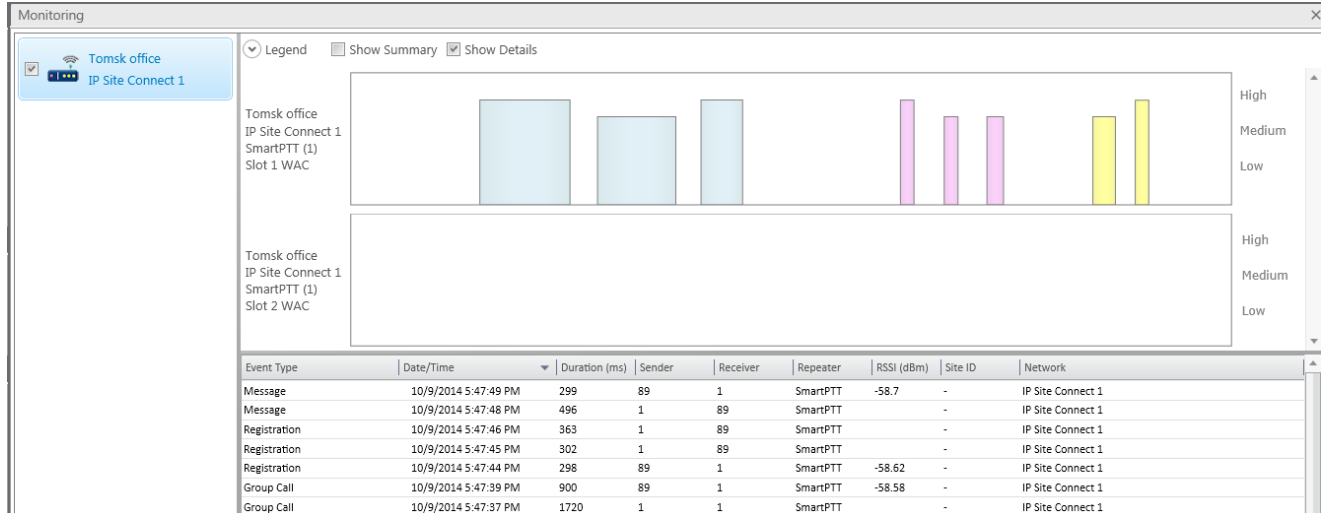 Monitoring
Tomsk office
IP Site Connect 1
Legend Show Summary Show Details
Tomsk office
IP Site Connect 1
SmartPTT (1)
Slot 1 WAC
High
Medium
Low
Tomsk office
IP Site Connect 1
SmartPTT (1)
Slot 2 WAC
High
Medium
Low
Event Type Date/Time Duration (ms) Sender Receiver Repeater RSSI (dBm) Site ID Network
Message 10/9/2014 5:47:49 PM 299 89 1 SmartPTT -58.7 - IP Site Connect 1
Message 10/9/2014 5:47:48 PM 496 1 89 SmartPTT - IP Site Connect 1
Registration 10/9/2014 5:47:46 PM 363 1 89 SmartPTT - IP Site Connect 1
Registration 10/9/2014 5:47:45 PM 302 1 89 SmartPTT - IP Site Connect 1
Registration 10/9/2014 5:47:44 PM 298 89 1 SmartPTT -58.62 - IP Site Connect 1
Group Call 10/9/2014 5:47:39 PM 900 89 1 SmartPTT -58.58 - IP Site Connect 1
Group Call 10/9/2014 5:47:37 PM 1720 1 1 SmartPTT - IP Site Connect 1